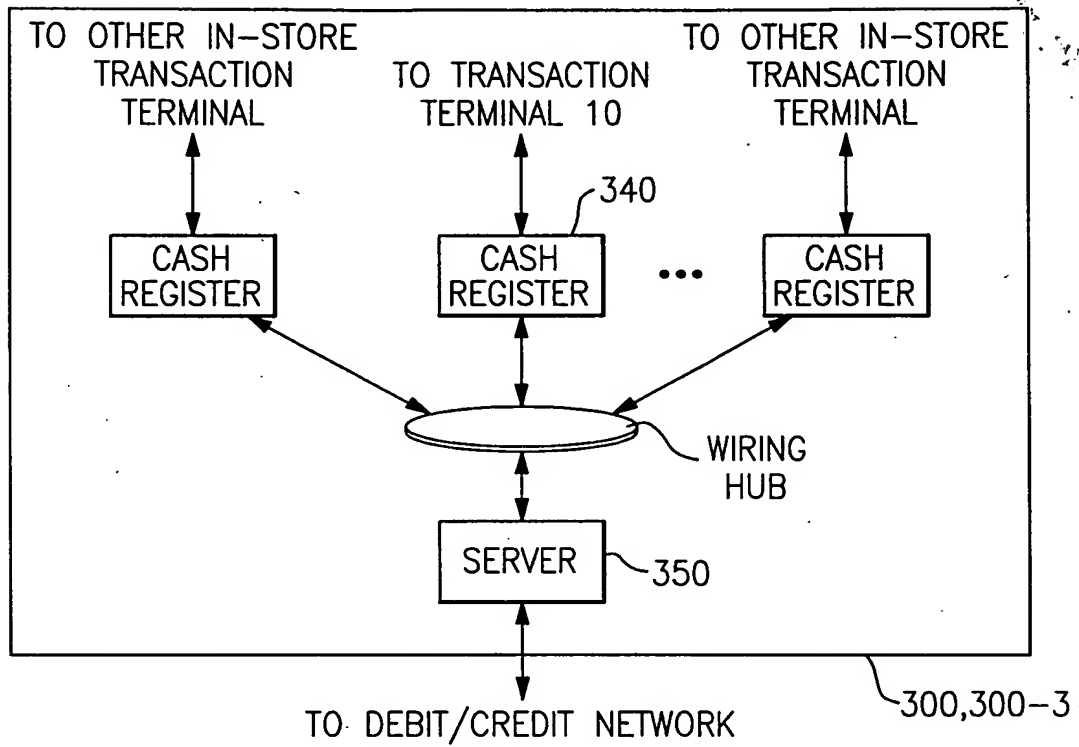 TO OTHER IN-STORE
TRANSACTION
TERMINAL
TO TRANSACTION
TERMINAL 10
TO OTHER IN-STORE
TRANSACTION
TERMINAL
340
CASH
REGISTER
CASH
REGISTER
•••
CASH
REGISTER
WIRING
HUB
SERVER
350
300,300-3
TO DEBIT/CREDIT NETWORK